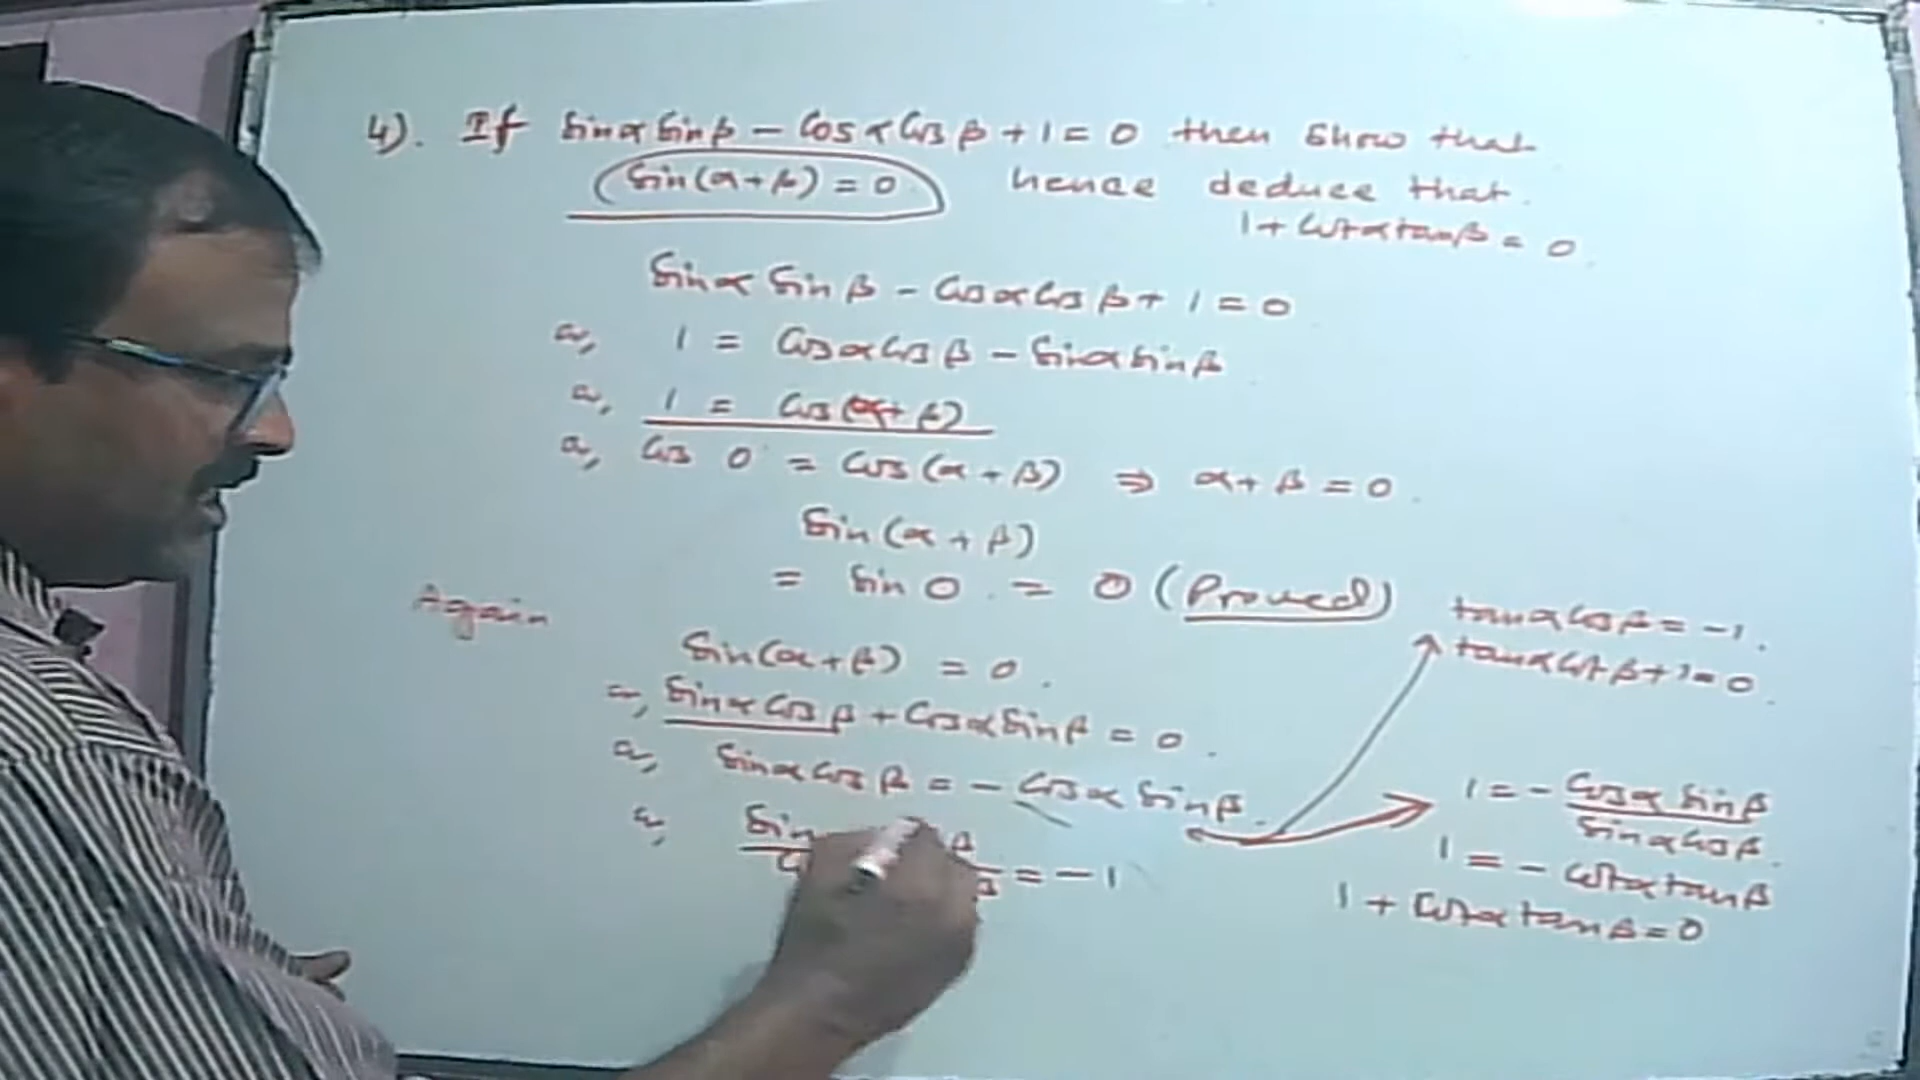 4). If Sinα Sinβ - Cosα Cosβ + 1 = 0 then show that
Sin(α+β) = 0 hence deduce that.
1 + Cotα tanβ = 0
Sinα Sinβ - Cosα Cosβ + 1 = 0
or, 1 = Cosα Cosβ - Sinα Sinβ
or, 1 = Cos(α+β)
or, Cos 0 = Cos(α+β) ⇒ α+β = 0.
Sin(α+β)
= Sin 0 = 0 (Proved)
Again
Sin(α+β) = 0.
or, Sinα Cosβ + Cosα Sinβ = 0.
or, Sinα Cosβ = - Cosα Sinβ.
or, Sin β = -1
tanα Cosβ = -1.
tanα Cotβ + 1 = 0.
1 = - Cosα Sinβ
Sinα Cosβ.
1 = - Cotα tanβ
1 + Cotα tanβ = 0